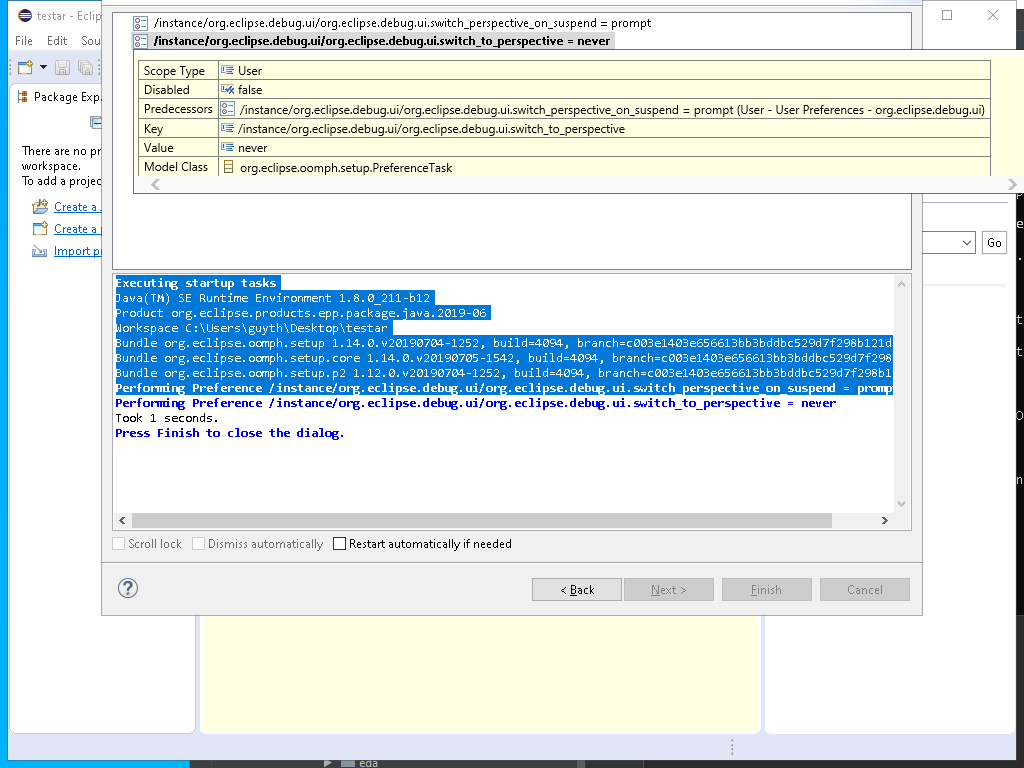 testar - Eclip
File Edit Sou
Package Exp
There are no pr
workspace.
To add a projec
Create a
Create a
Import p
/instance/org.eclipse.debug.ui/org.eclipse.debug.ui.switch_perspective_on_suspend = prompt
/instance/org.eclipse.debug.ui/org.eclipse.debug.ui.switch_to_perspective = never
Scope Type User
Disabled false
Predecessors /instance/org.eclipse.debug.ui/org.eclipse.debug.ui.switch_perspective_on_suspend = prompt (User - User Preferences - org.eclipse.debug.ui)
Key /instance/org.eclipse.debug.ui/org.eclipse.debug.ui.switch_to_perspective
Value never
Model Class org.eclipse.oomph.setup.PreferenceTask
Go
Executing startup tasks
Java(TM) SE Runtime Environment 1.8.0_211-b12
Product org.eclipse.products.epp.package.java.2019-06
Workspace C:\Users\guyth\Desktop\testar
Bundle org.eclipse.oomph.setup 1.14.0.v20190704-1252, build=4094, branch=c003e1403e656613bb3bddbc529d7f298b121d
Bundle org.eclipse.oomph.setup.core 1.14.0.v20190705-1542, build=4094, branch=c003e1403e656613bb3bddbc529d7f298
Bundle org.eclipse.oomph.setup.p2 1.12.0.v20190704-1252, build=4094, branch=c003e1403e656613bb3bddbc529d7f298b1
Performing Preference /instance/org.eclipse.debug.ui/org.eclipse.debug.ui.switch_perspective_on_suspend = promp
Performing Preference /instance/org.eclipse.debug.ui/org.eclipse.debug.ui.switch_to_perspective = never
Took 1 seconds.
Press Finish to close the dialog.
Scroll lock Dismiss automatically Restart automatically if needed
? < Back Next > Finish Cancel
eda